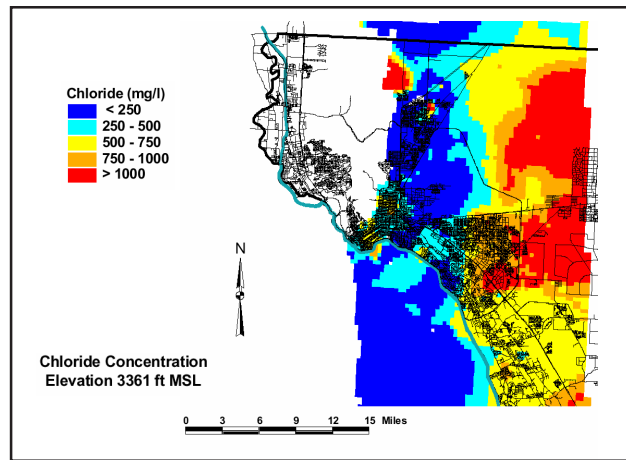 Chloride (mg/l)
< 250
250 - 500
500 - 750
750 - 1000
> 1000
N
Chloride Concentration
Elevation 3361 ft MSL
0 3 6 9 12 15 Miles